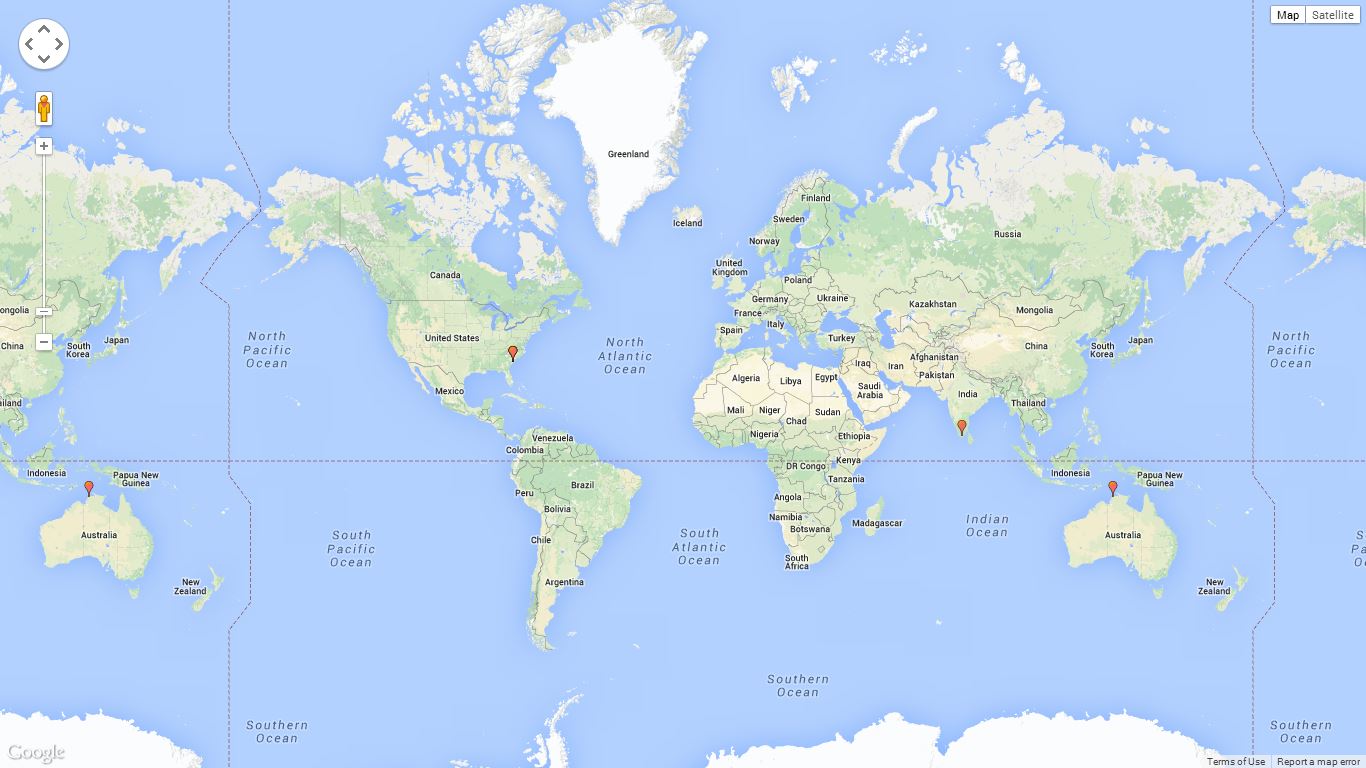 Map
Satellite
+
Greenland
Finland
Iceland
Sweden
Russia
Norway
United
Kingdom
Canada
Poland
Germany
Ukraine
Kazakhstan
ongolia
Mongolia
France
Italy
Spain
United States
Turkey
China
South
Korea
Japan
North
Pacific
Ocean
North
Atlantic
Ocean
Iraq
Iran
Afghanistan
Pakistan
China
South
Korea
Japan
North
Pacific
Ocean
Algeria
Libya
Egypt
Saudi
Arabia
Mexico
India
ailand
Mali
Niger
Chad
Sudan
Thailand
Venezuela
Colombia
Nigeria
Ethiopia
Kenya
DR Congo
Tanzania
Indonesia
Papua New
Guinea
Peru
Brazil
Bolivia
Angola
Namibia
Botswana
Madagascar
Indonesia
Papua New
Guinea
Australia
South
Pacific
Ocean
Chile
South
Atlantic
Ocean
South
Africa
Indian
Ocean
Australia
S
Pa
O
New
Zealand
Argentina
New
Zealand
Southern
Ocean
Southern
Ocean
Southern
Ocean
Google
Terms of Use
Report a map error